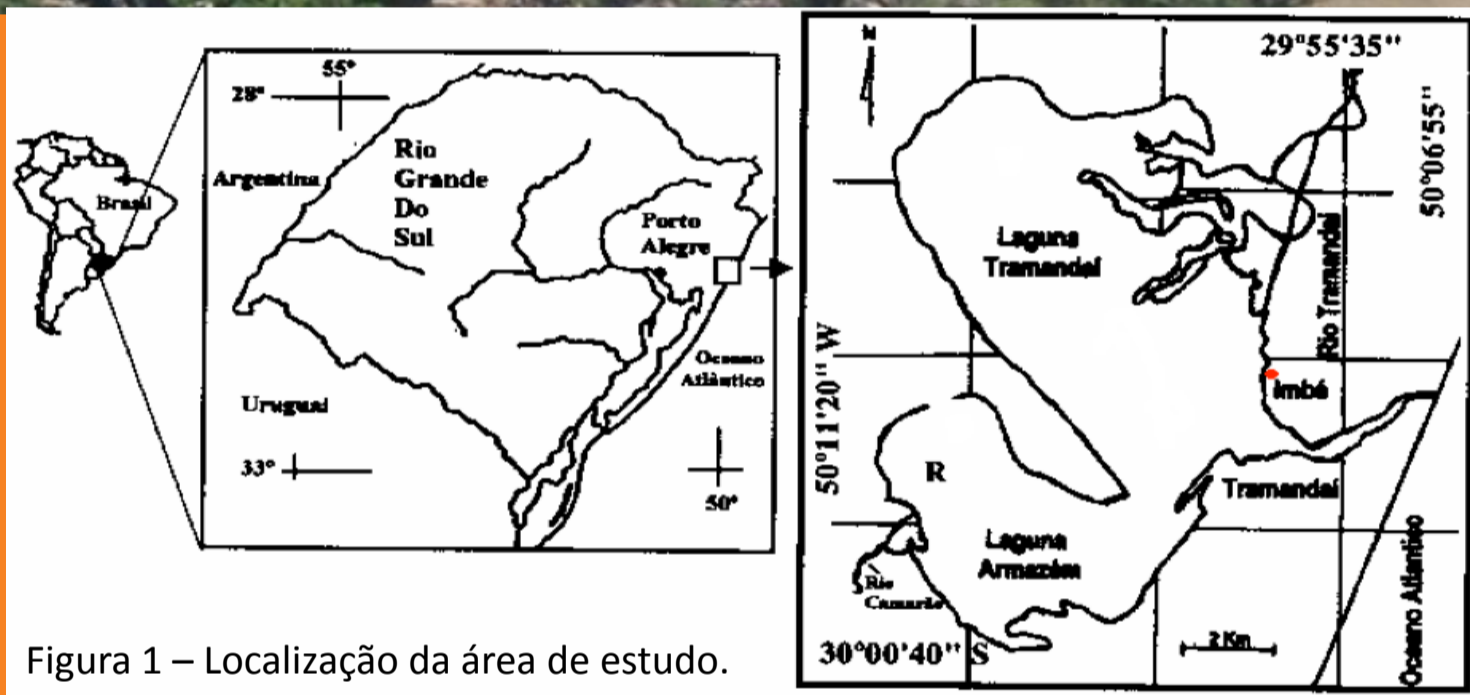 55°
28°
Rio
Grande
Do
Sul
Argentina
Brasil
Porto
Alegre
Oceano
Atlântico
Uruguai
33°
50°
N
29°55'35"
50°06'55"
Laguna
Tramandaí
Rio Tramandaí
Imbé
50°11'20" W
R
Tramandaí
Laguna
Armazém
Rio
Camarão
2 Km
Oceano Atlantico
30°00'40" S
Figura 1 – Localização da área de estudo.